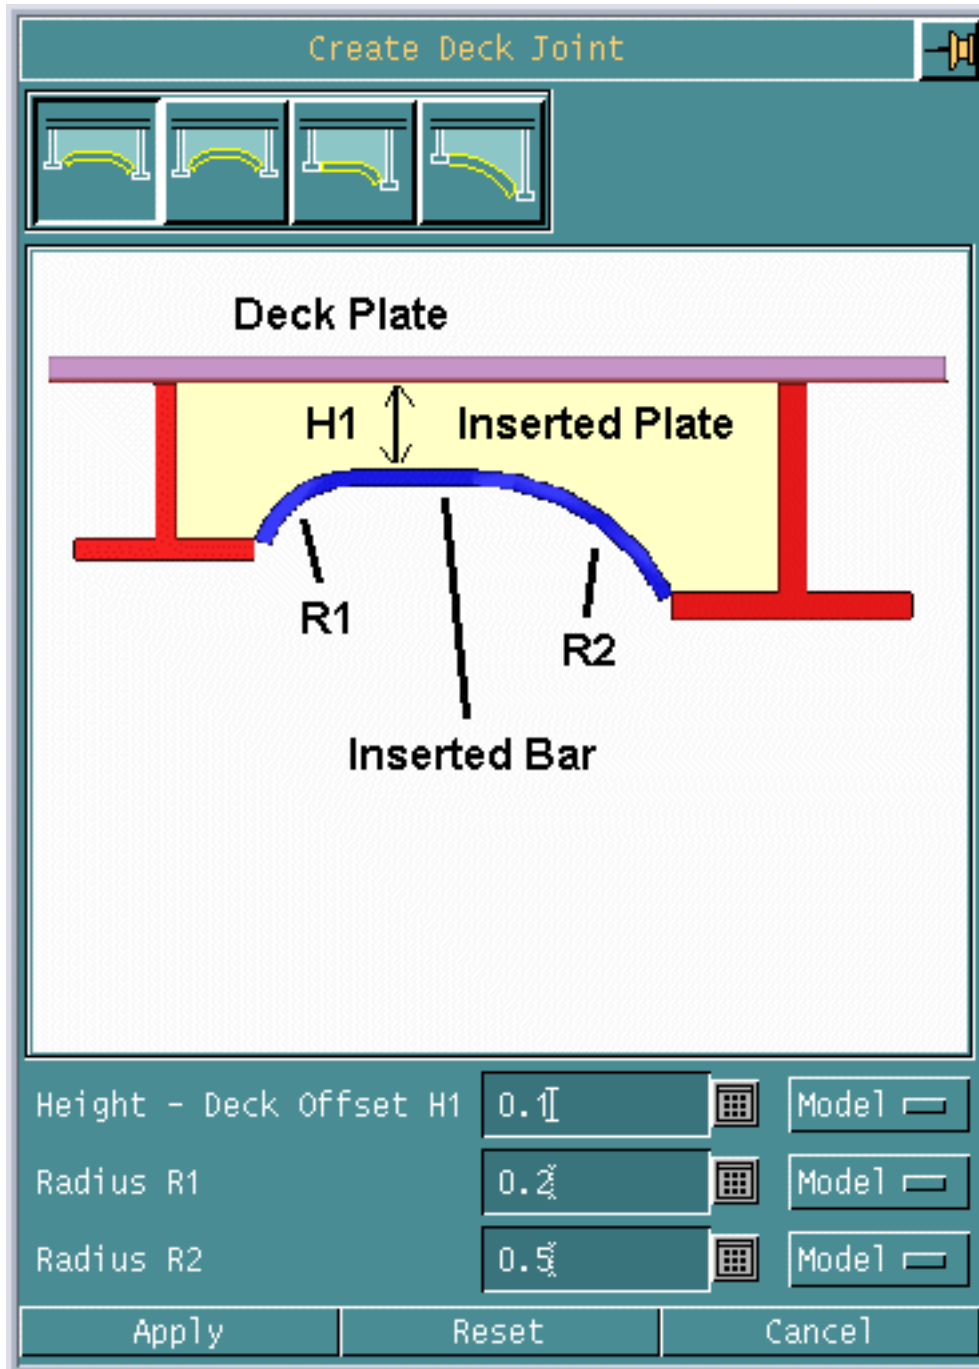 Create Deck Joint
Deck Plate
H1 Inserted Plate
R1
R2
Inserted Bar
Height - Deck Offset H1 0.1 Model
Radius R1 0.2 Model
Radius R2 0.5 Model
Apply Reset Cancel